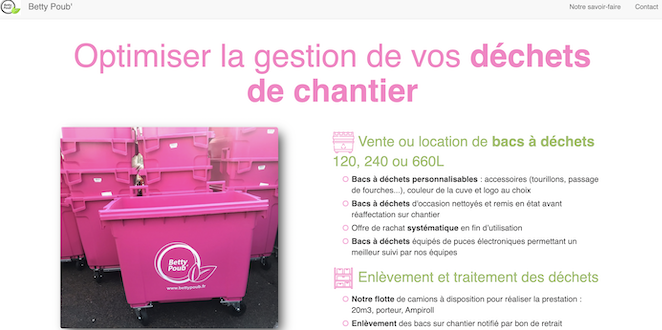 Betty Poub'
Betty Poub'
Notre savoir-faire
Contact
Optimiser la gestion de vos déchets
de chantier
Betty
Poub'
www.bettypoub.fr
Vente ou location de bacs à déchets
120, 240 ou 660L
Bacs à déchets personnalisables : accessoires (tourillons, passage
de fourches...), couleur de la cuve et logo au choix
Bacs à déchets d'occasion nettoyés et remis en état avant
réaffectation sur chantier
Offre de rachat systématique en fin d'utilisation
Bacs à déchets équipés de puces électroniques permettant un
meilleur suivi par nos équipes
Enlèvement et traitement des déchets
Notre flotte de camions à disposition pour réaliser la prestation :
20m3, porteur, Ampiroll
Enlèvement des bacs sur chantier notifié par bon de retrait